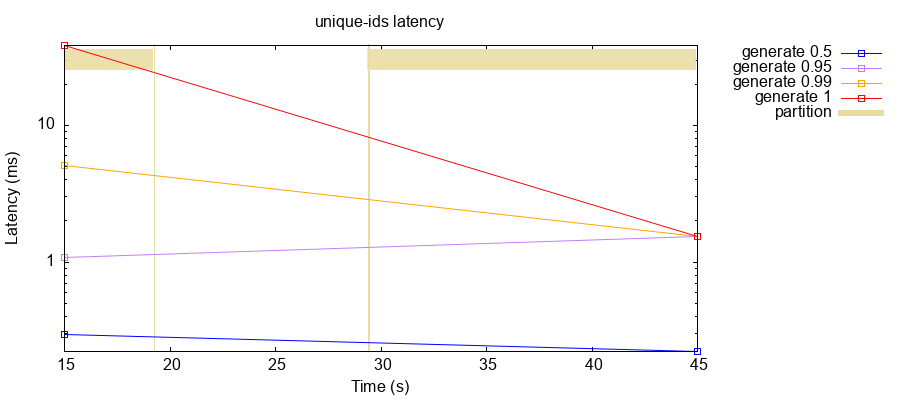 unique-ids latency
generate 0.5
generate 0.95
generate 0.99
generate 1
partition
10
1
Latency (ms)
15 20 25 30 35 40 45
Time (s)